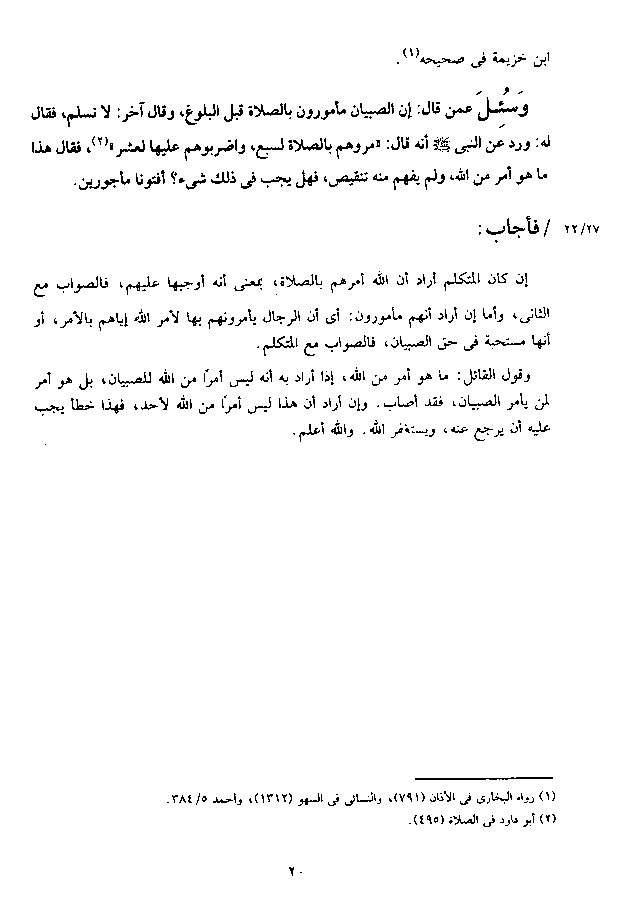 ابن خزيمة فى صحيحه(١).
وَسُئِلَ عمن قال: إن الصبيان مأمورون بالصلاة قبل البلوغ، وقال آخر: لا نسلم، فقال
له: ورد عن النبى ﷺ أنه قال: «مروهم بالصلاة لسبع، واضربوهم عليها لعشر»(٢)، فقال هذا
ما هو أمر من الله، ولم يفهم منه تنقيص، فهل يجب فى ذلك شىء؟ أفتونا مأجورين.
٢٢/٢٧ / فأجاب:
إن كان المتكلم أراد أن الله أمرهم بالصلاة، بمعنى أنه أوجبها عليهم، فالصواب مع
الثانى، وأما إن أراد أنهم مأمورون: أى أن الرجال يأمرونهم بها لأمر الله إياهم بالأمر، أو
أنها مستحبة فى حق الصبيان، فالصواب مع المتكلم.
وقول القائل: ما هو أمر من الله، إذا أراد به أنه ليس أمرًا من الله للصبيان، بل هو أمر
لمن يأمر الصبيان، فقد أصاب. وإن أراد أن هذا ليس أمرًا من الله لأحد، فهذا خطأ يجب
عليه أن يرجع عنه، ويستغفر الله. والله أعلم.
(١) رواه البخارى فى الأذان (٧٩١)، والنسائى فى السهو (١٣١٢)، وأحمد ٥/ ٣٨٤.
(٢) أبو داود فى الصلاة (٤٩٥).
٢٠